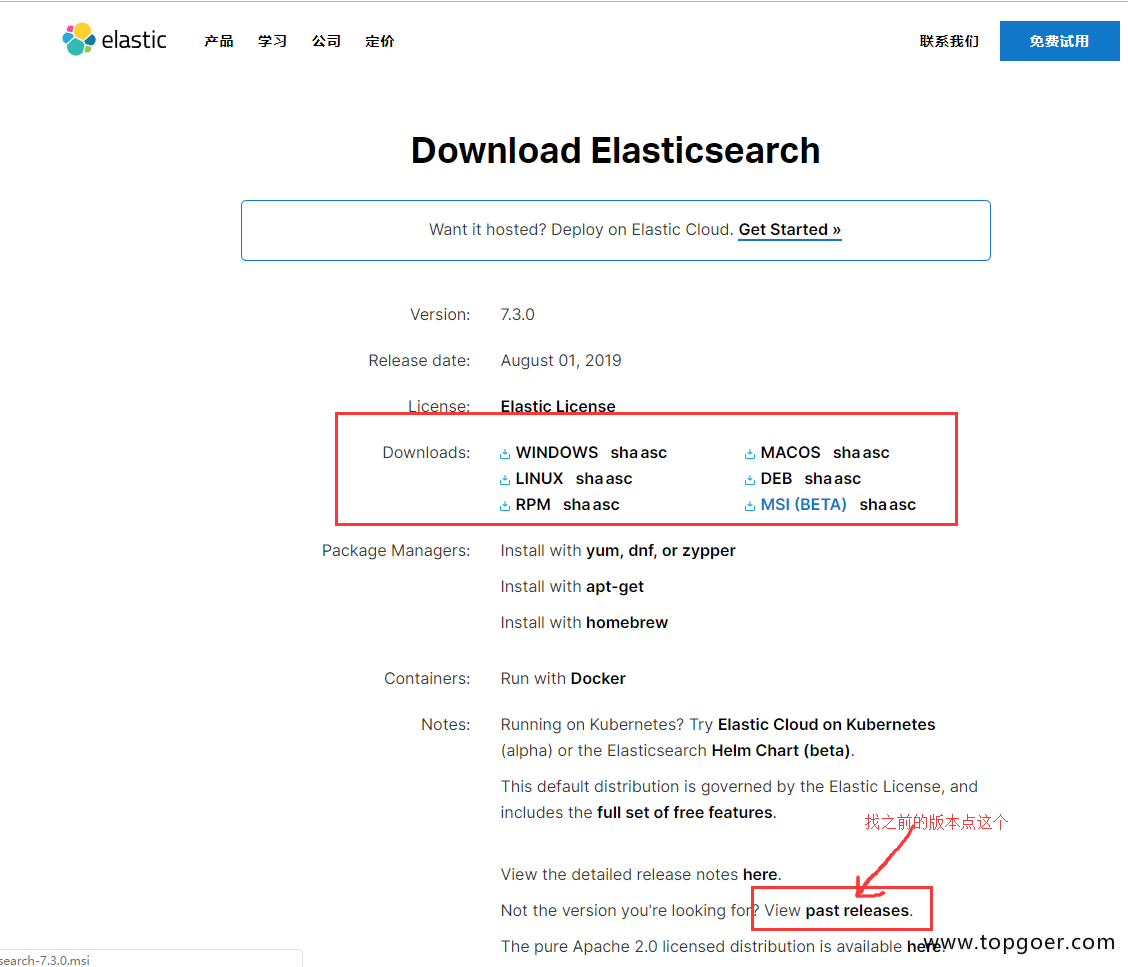 elastic 产品 学习 公司 定价 联系我们 免费试用
Download Elasticsearch
Want it hosted? Deploy on Elastic Cloud. Get Started »
Version: 7.3.0
Release date: August 01, 2019
License: Elastic License
Downloads: WINDOWS sha asc MACOS sha asc
LINUX sha asc DEB sha asc
RPM sha asc MSI (BETA) sha asc
Package Managers: Install with yum, dnf, or zypper
Install with apt-get
Install with homebrew
Containers: Run with Docker
Notes: Running on Kubernetes? Try Elastic Cloud on Kubernetes
(alpha) or the Elasticsearch Helm Chart (beta).
This default distribution is governed by the Elastic License, and
includes the full set of free features.
找之前的版本点这个
View the detailed release notes here.
Not the version you're looking for? View past releases.
The pure Apache 2.0 licensed distribution is available here.
www.topgoer.com
search-7.3.0.msi